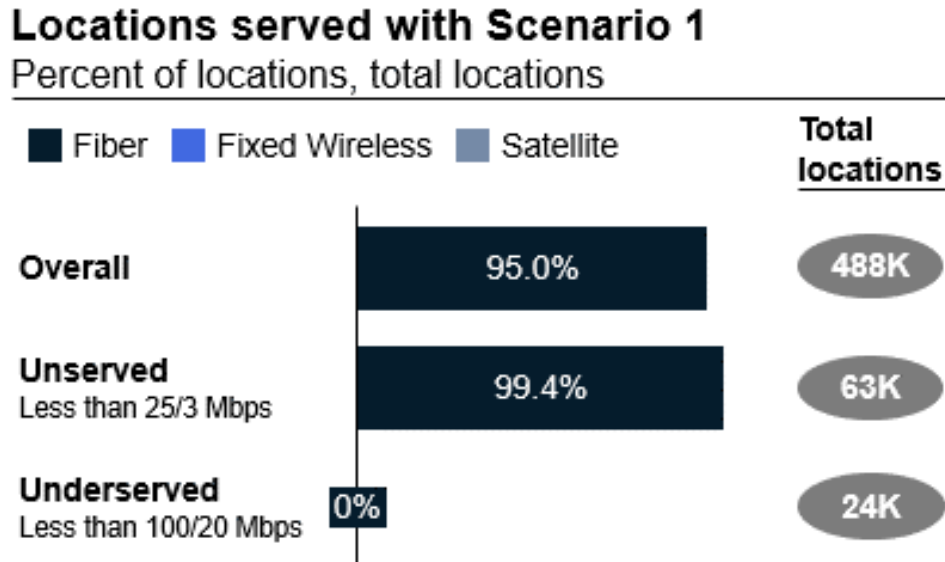 Locations served with Scenario 1
Percent of locations, total locations
Fiber Fixed Wireless Satellite
Total
locations
Overall 95.0% 488K
Unserved
Less than 25/3 Mbps
99.4% 63K
Underserved
Less than 100/20 Mbps
0% 24K